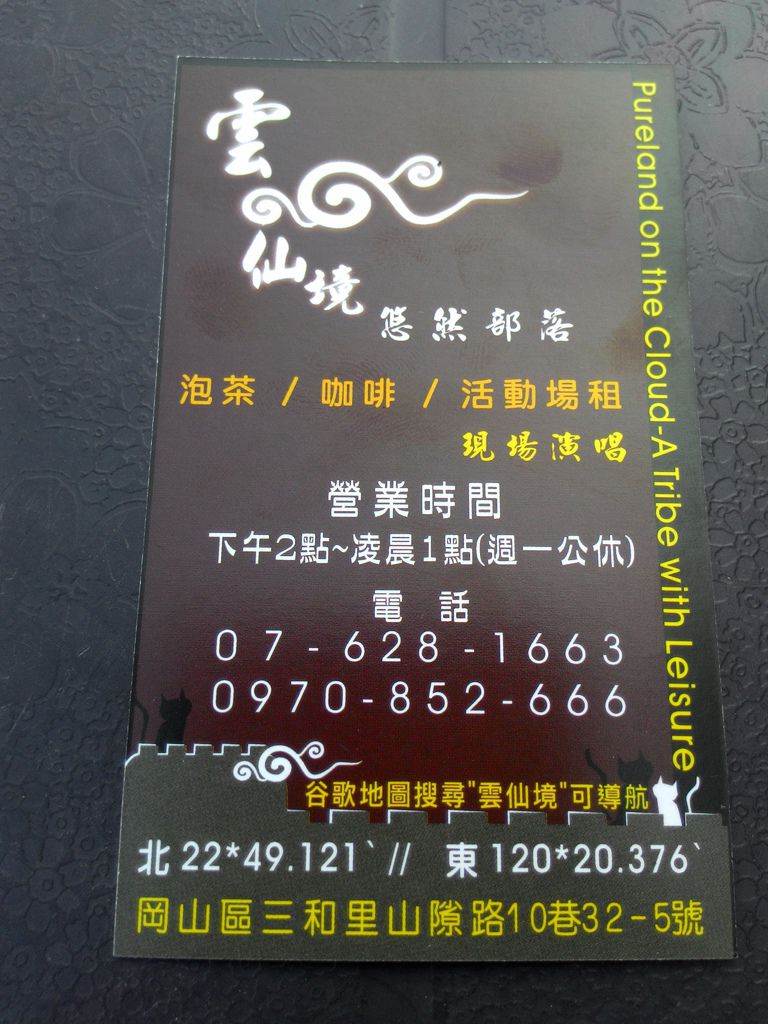 雲仙境
悠然部落
泡茶 / 咖啡 / 活動場租
現場演唱
營業時間
下午2點~凌晨1點(週一公休)
電話
07-628-1663
0970-852-666
谷歌地圖搜尋"雲仙境"可導航
北 22*49.121` // 東 120*20.376`
岡山區三和里山隙路10巷32-5號
Pureland on the Cloud-A Tribe with Leisure